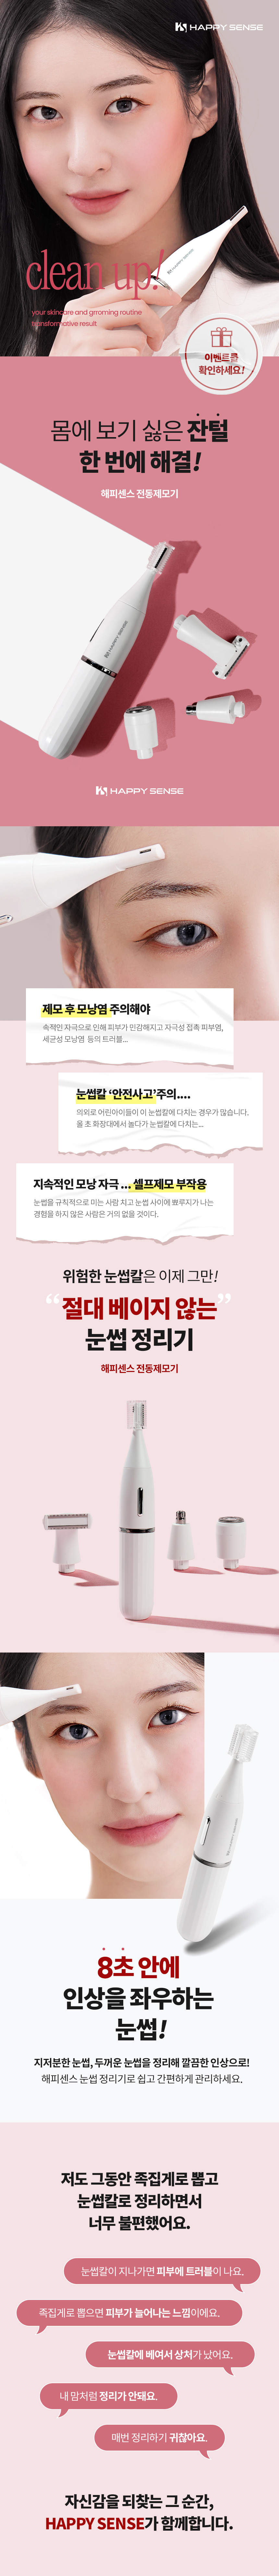 HAPPY SENSE
clean up!
your skincare and grroming routine
transformative result
이벤트를
확인하세요!
몸에 보기 싫은 잔털
한 번에 해결!
해피센스 전동제모기
HAPPY SENSE
HAPPY SENSE
제모 후 모낭염 주의해야
속적인 자극으로 인해 피부가 민감해지고 자극성 접촉 피부염,
세균성 모낭염 등의 트러블...
눈썹칼 '안전사고'주의....
의외로 어린아이들이 이 눈썹칼에 다치는 경우가 많습니다.
올 초 화장대에서 놀다가 눈썹칼에 다치는...
지속적인 모낭 자극 ... 셀프제모 부작용
눈썹을 규칙적으로 미는 사람 치고 눈썹 사이에 뾰루지가 나는
경험을 하지 않은 사람은 거의 없을 것이다.
위험한 눈썹칼은 이제 그만!
“절대 베이지 않는”
눈썹 정리기
해피센스 전동제모기
HAPPY SENSE
8초 안에
인상을 좌우하는
눈썹!
지저분한 눈썹, 두꺼운 눈썹을 정리해 깔끔한 인상으로!
해피센스 눈썹 정리기로 쉽고 간편하게 관리하세요.
저도 그동안 족집게로 뽑고
눈썹칼로 정리하면서
너무 불편했어요.
눈썹칼이 지나가면 피부에 트러블이 나요.
족집게로 뽑으면 피부가 늘어나는 느낌이에요.
눈썹칼에 베여서 상처가 났어요.
내 맘처럼 정리가 안돼요.
매번 정리하기 귀찮아요.
자신감을 되찾는 그 순간,
HAPPY SENSE가 함께합니다.